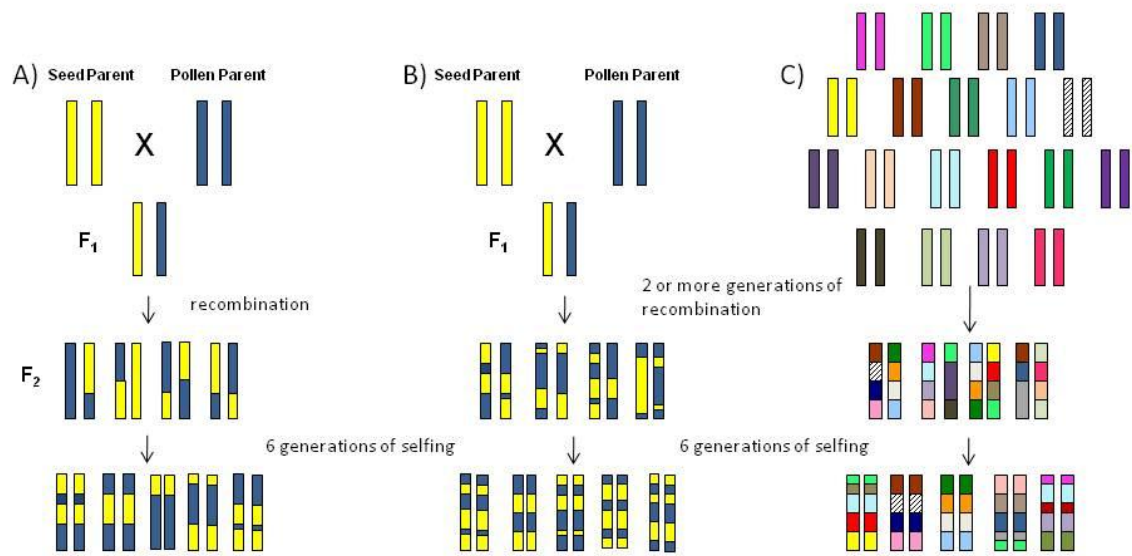 A) Seed Parent Pollen Parent
X
F1
recombination
F2
6 generations of selfing
B) Seed Parent Pollen Parent
X
F1
2 or more generations of
recombination
6 generations of selfing
C)